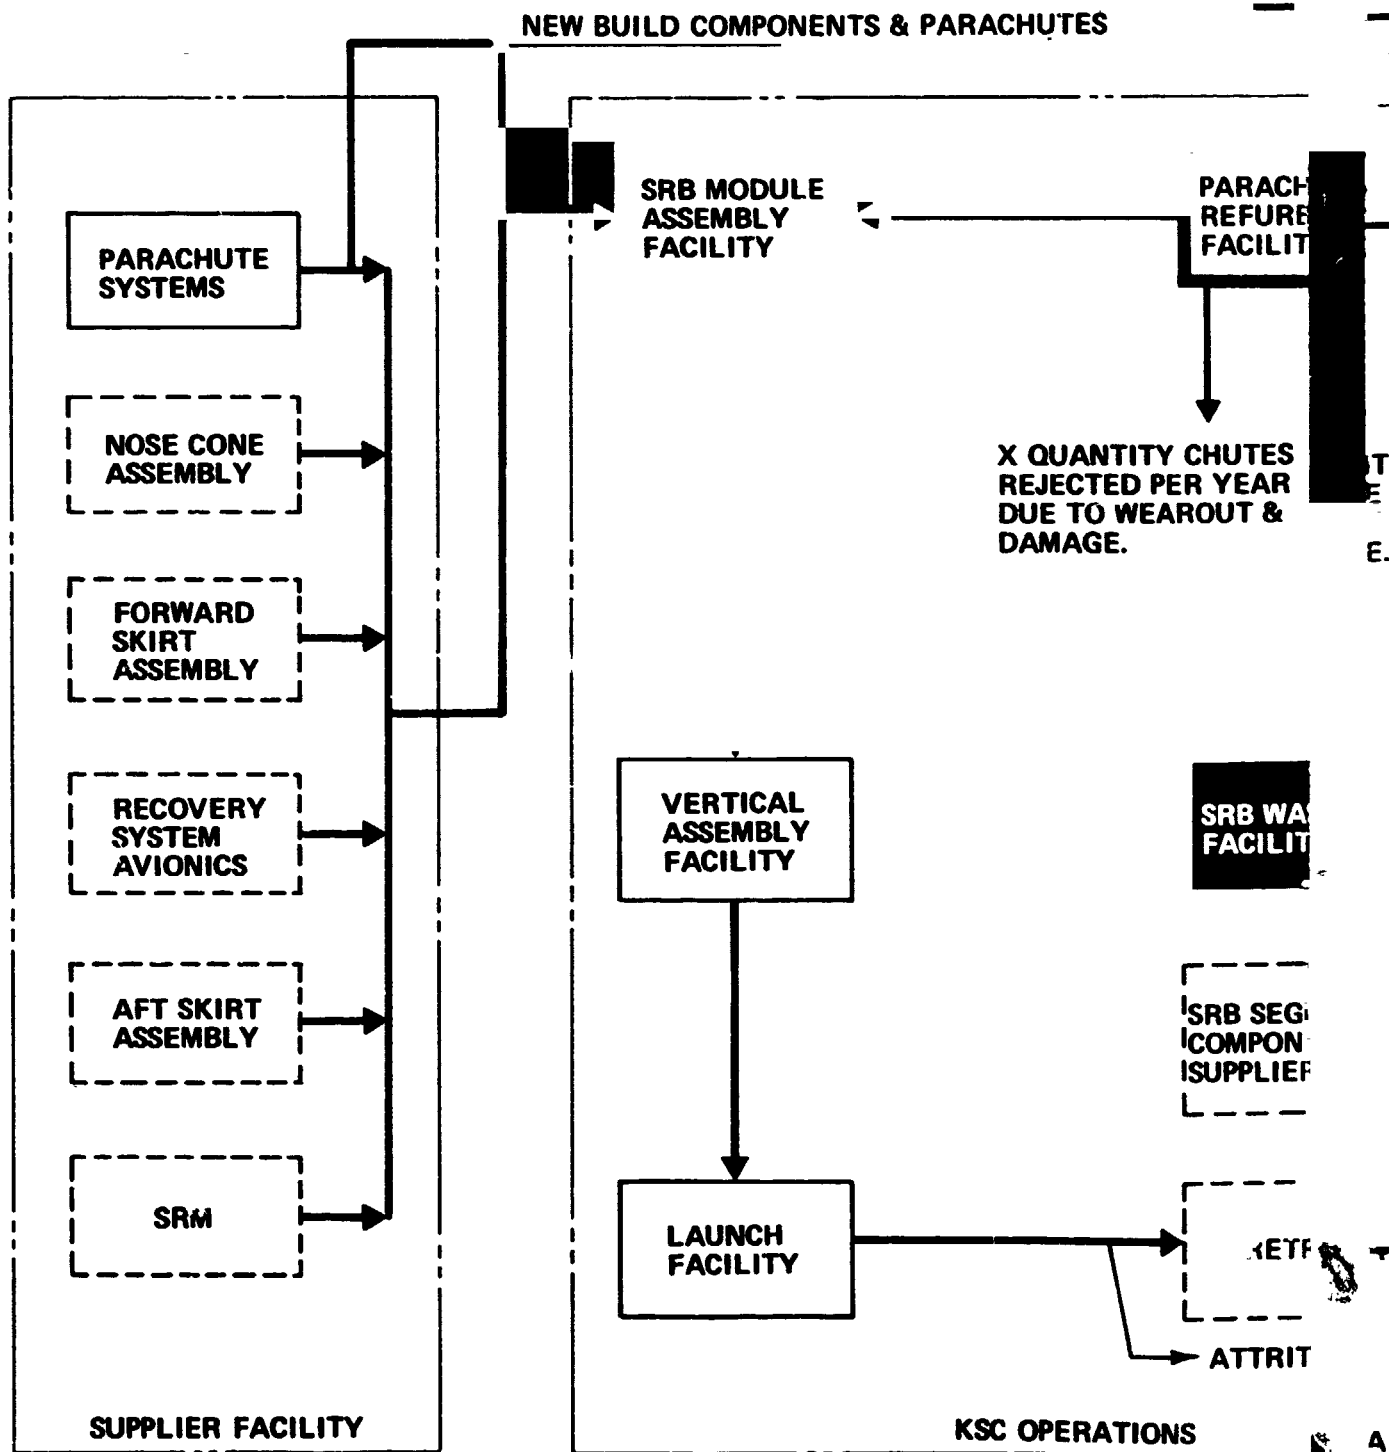 NEW BUILD COMPONENTS & PARACHUTES
PARACHUTE
SYSTEMS
NOSE CONE
ASSEMBLY
FORWARD
SKIRT
ASSEMBLY
RECOVERY
SYSTEM
AVIONICS
AFT SKIRT
ASSEMBLY
SRM
SUPPLIER FACILITY
SRB MODULE
ASSEMBLY
FACILITY
X QUANTITY CHUTES
REJECTED PER YEAR
DUE TO WEAROUT &
DAMAGE.
VERTICAL
ASSEMBLY
FACILITY
SRB
SRB
LAUNCH
FACILITY
KSC OPERATIONS